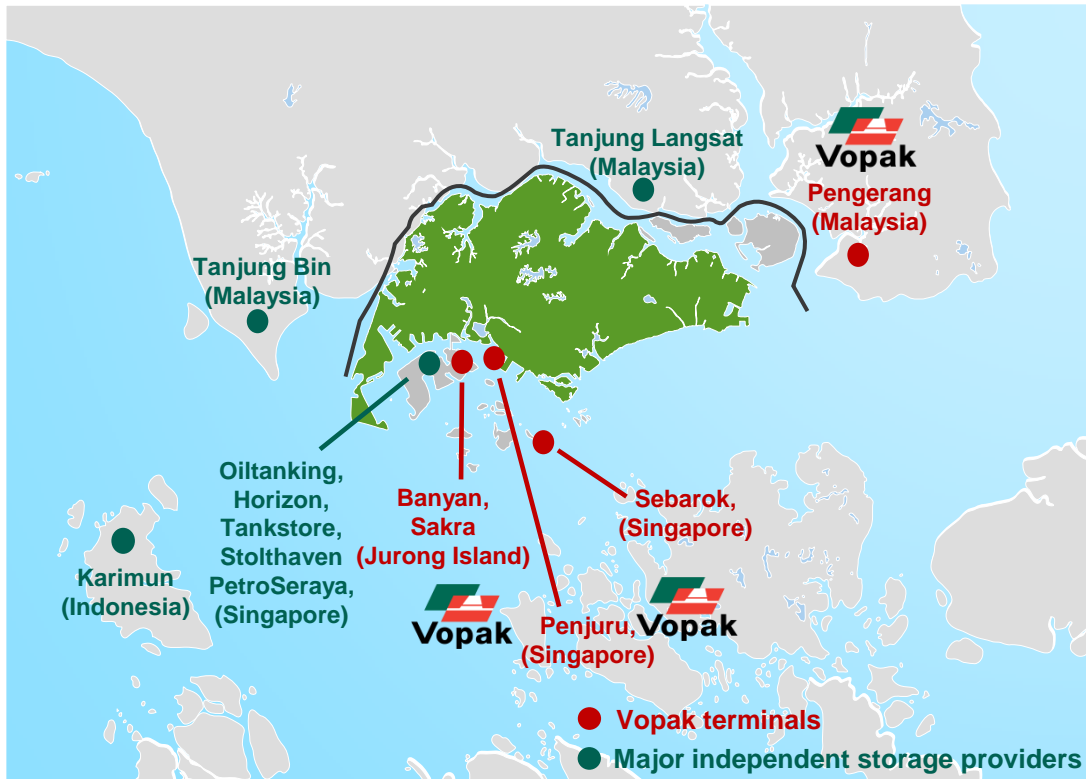 Tanjung Langsat
(Malaysia)
Vopak
Pengerang
(Malaysia)
Tanjung Bin
(Malaysia)
Oiltanking,
Horizon,
Tankstore,
Stolthaven
PetroSeraya,
(Singapore)
Banyan,
Sakra
(Jurong Island)
Sebarok,
(Singapore)
Karimun
(Indonesia)
Vopak
Penjuru,
(Singapore)
Vopak
Vopak terminals
Major independent storage providers